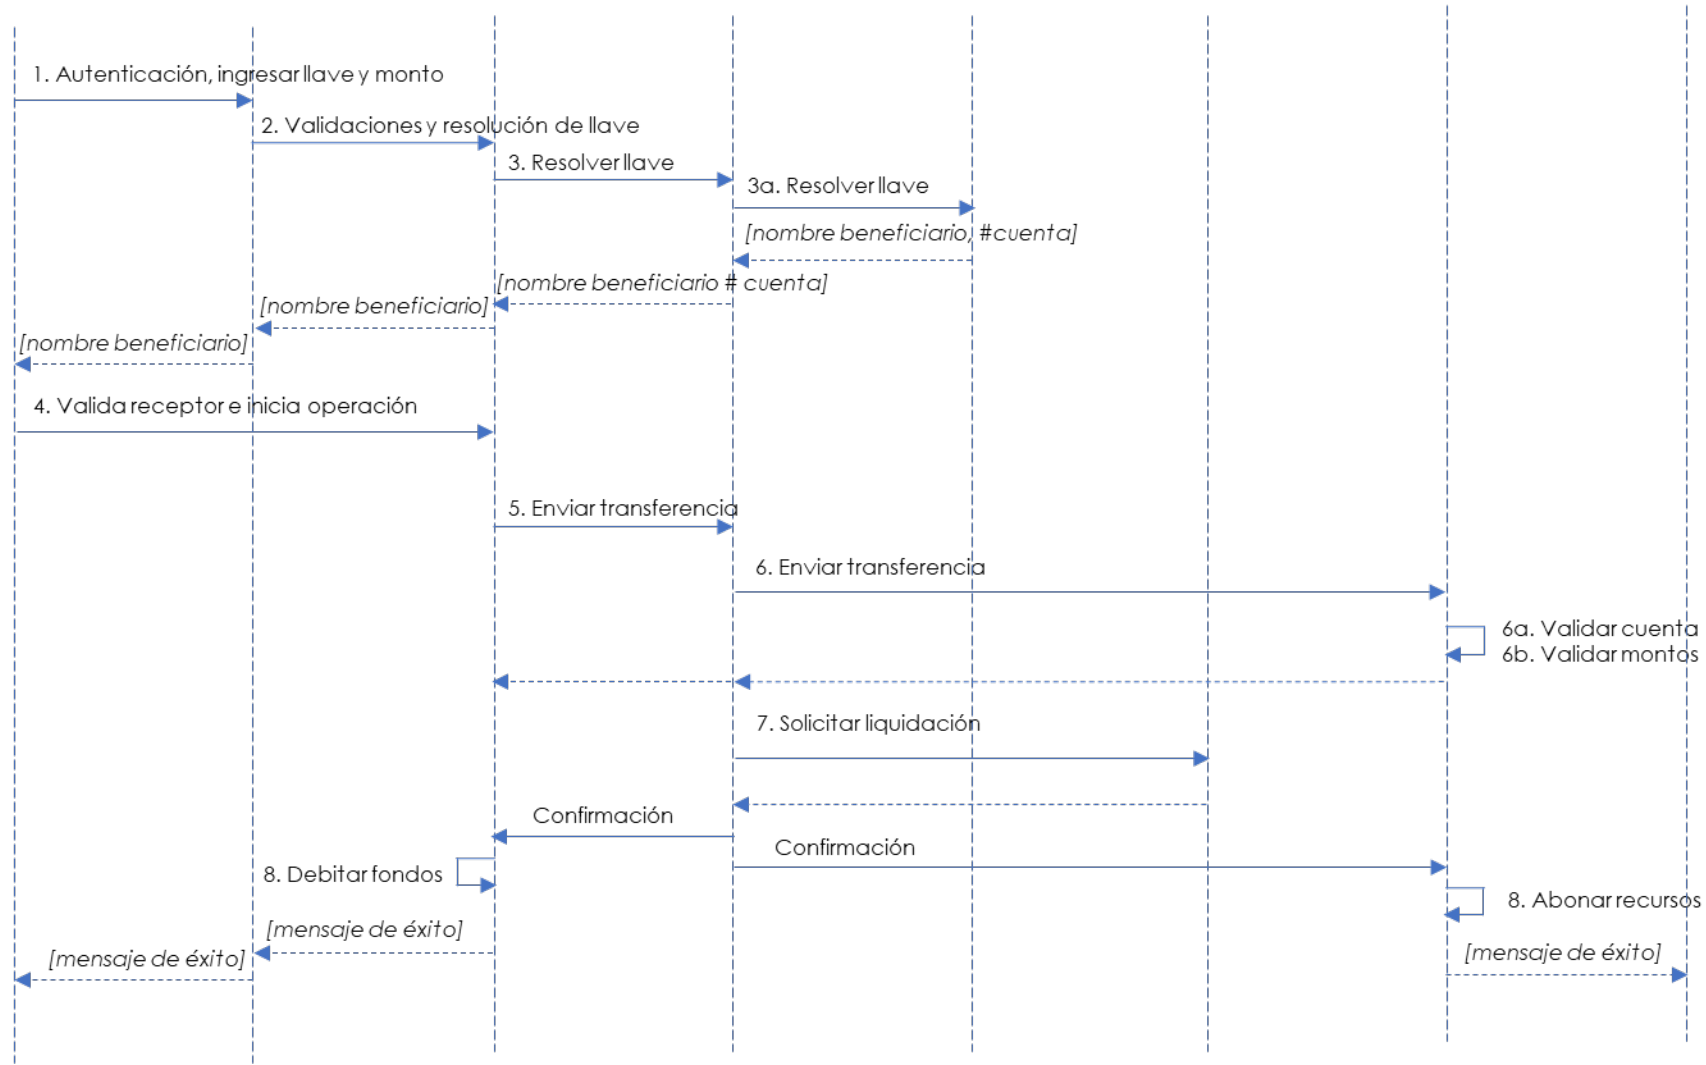 1. Autenticación, ingresar llave y monto
2. Validaciones y resolución de llave
3. Resolver llave
3a. Resolver llave
[nombre beneficiario, #cuenta]
[nombre beneficiario # cuenta]
[nombre beneficiario]
[nombre beneficiario]
4. Valida receptor e inicia operación
5. Enviar transferencia
6. Enviar transferencia
6a. Validar cuenta
6b. Validar montos
7. Solicitar liquidación
Confirmación
Confirmación
8. Debitar fondos
8. Abonar recursos
[mensaje de éxito]
[mensaje de éxito]
[mensaje de éxito]